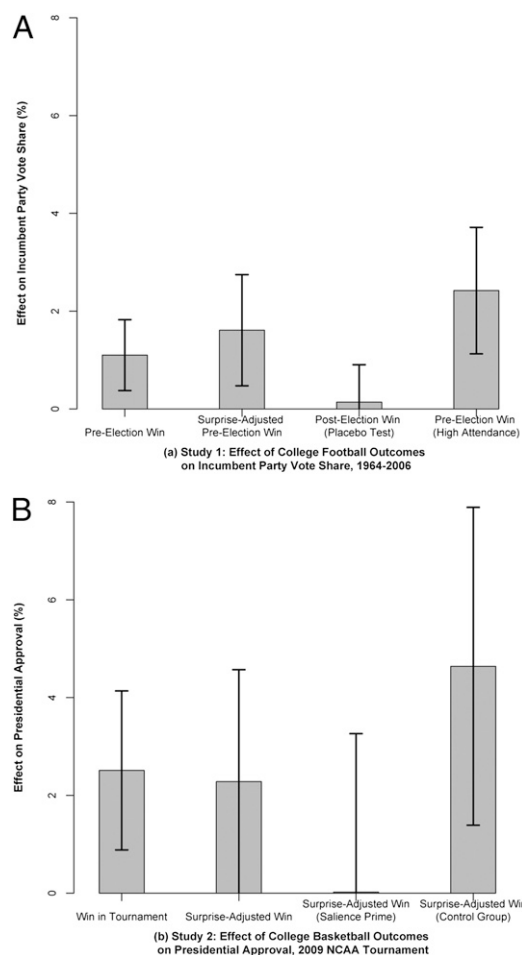 A
Effect on Incumbent Party Vote Share (%)
8
6
4
2
0
Pre-Election Win
Surprise-Adjusted
Pre-Election Win
Post-Election Win
(Placebo Test)
Pre-Election Win
(High Attendance)
(a) Study 1: Effect of College Football Outcomes
on Incumbent Party Vote Share, 1964-2006
B
Effect on Presidential Approval (%)
8
6
4
2
0
Win in Tournament
Surprise-Adjusted Win
Surprise-Adjusted Win
(Salience Prime)
Surprise-Adjusted Win
(Control Group)
(b) Study 2: Effect of College Basketball Outcomes
on Presidential Approval, 2009 NCAA Tournament